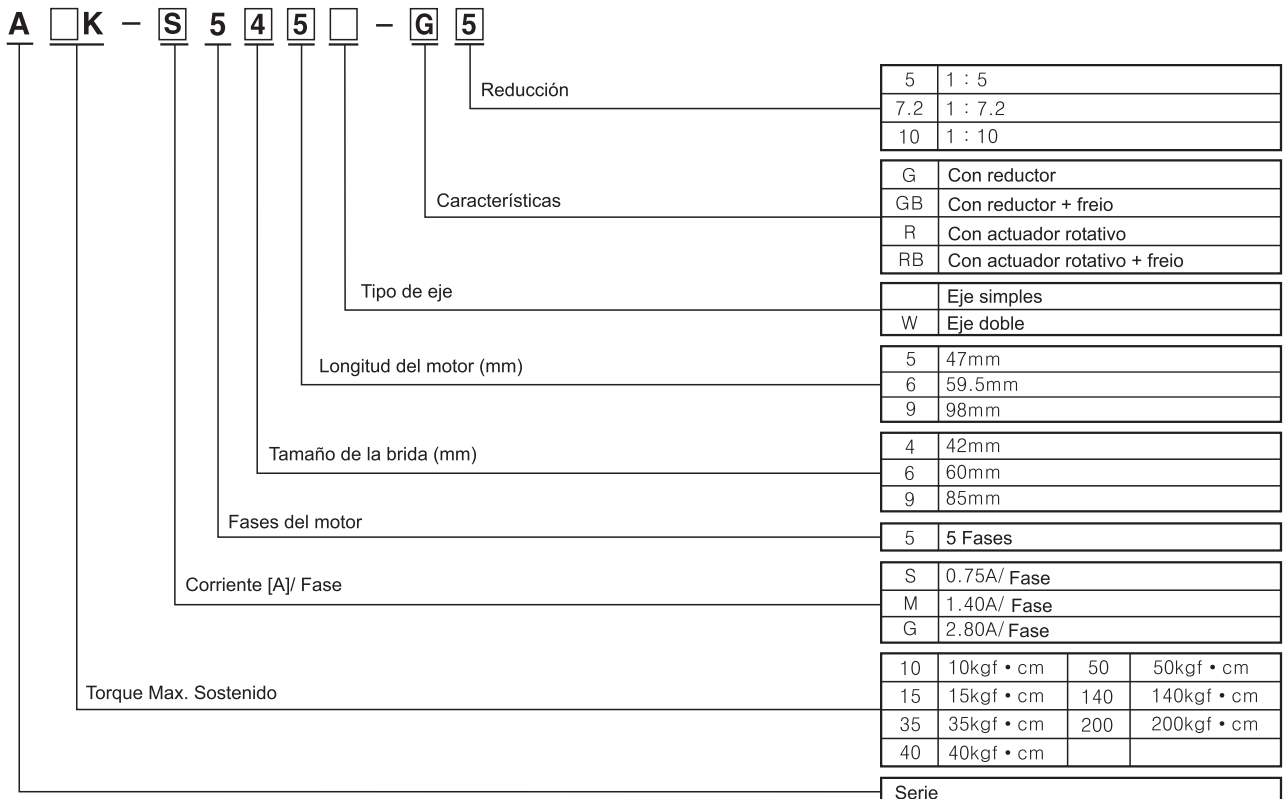 A □K - S 5 4 5 □ - G 5
Reducción
5 1 : 5
7.2 1 : 7.2
10 1 : 10
Características
G Con reductor
GB Con reductor + freio
R Con actuador rotativo
RB Con actuador rotativo + freio
Tipo de eje
Eje simples
W Eje doble
Longitud del motor (mm)
5 47mm
6 59.5mm
9 98mm
Tamaño de la brida (mm)
4 42mm
6 60mm
9 85mm
Fases del motor
5 5 Fases
Corriente [A]/ Fase
S 0.75A/ Fase
M 1.40A/ Fase
G 2.80A/ Fase
Torque Max. Sostenido
10 10kgf • cm 50 50kgf • cm
15 15kgf • cm 140 140kgf • cm
35 35kgf • cm 200 200kgf • cm
40 40kgf • cm
Serie